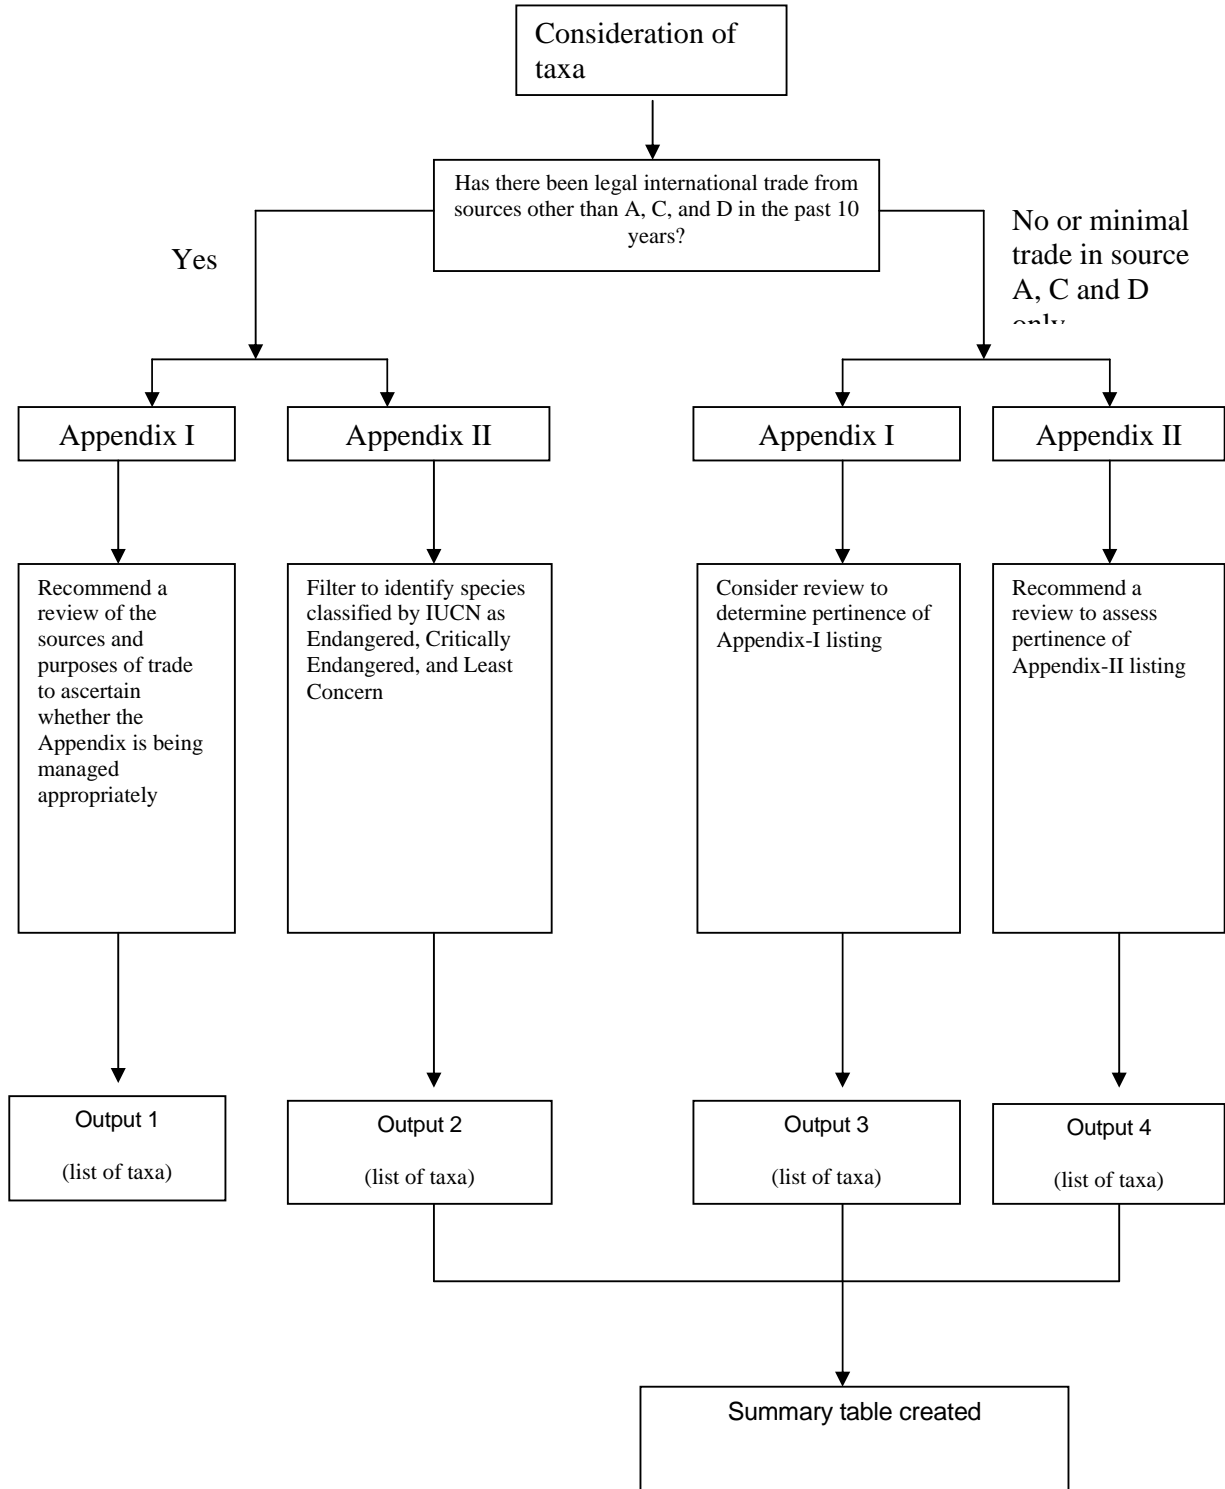 Consideration of
taxa
Has there been legal international trade from
sources other than A, C, and D in the past 10
years?
Yes
No or minimal
trade in source
A, C and D
only
Appendix I
Appendix II
Appendix I
Appendix II
Recommend a
review of the
sources and
purposes of trade
to ascertain
whether the
Appendix is being
managed
appropriately
Filter to identify species
classified by IUCN as
Endangered, Critically
Endangered, and Least
Concern
Consider review to
determine pertinence of
Appendix-I listing
Recommend a
review to assess
pertinence of
Appendix-II listing
Output 1
(list of taxa)
Output 2
(list of taxa)
Output 3
(list of taxa)
Output 4
(list of taxa)
Summary table created